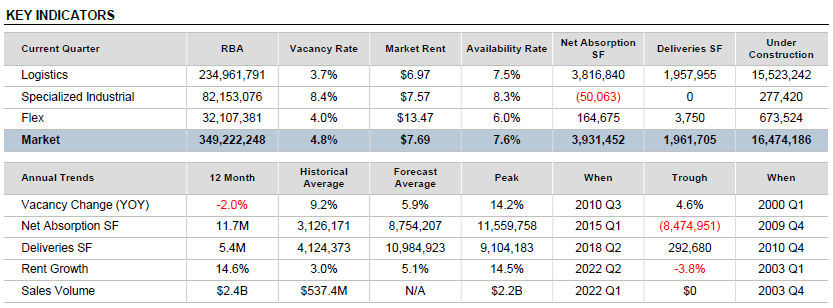 KEY INDICATORS
Current Quarter RBA Vacancy Rate Market Rent Availability Rate Net Absorption SF Deliveries SF Under Construction
Logistics 234,961,791 3.7% $6.97 7.5% 3,816,840 1,957,955 15,523,242
Specialized Industrial 82,153,076 8.4% $7.57 8.3% (50,063) 0 277,420
Flex 32,107,381 4.0% $13.47 6.0% 164,675 3,750 673,524
Market 349,222,248 4.8% $7.69 7.6% 3,931,452 1,961,705 16,474,186
Annual Trends 12 Month Historical Average Forecast Average Peak When Trough When
Vacancy Change (YOY) -2.0% 9.2% 5.9% 14.2% 2010 Q3 4.6% 2000 Q1
Net Absorption SF 11.7M 3,126,171 8,754,207 11,559,758 2015 Q1 (8,474,951) 2009 Q4
Deliveries SF 5.4M 4,124,373 10,984,923 9,104,183 2018 Q2 292,680 2010 Q4
Rent Growth 14.6% 3.0% 5.1% 14.5% 2022 Q2 -3.8% 2003 Q1
Sales Volume $2.4B $537.4M N/A $2.2B 2022 Q1 $0 2003 Q4